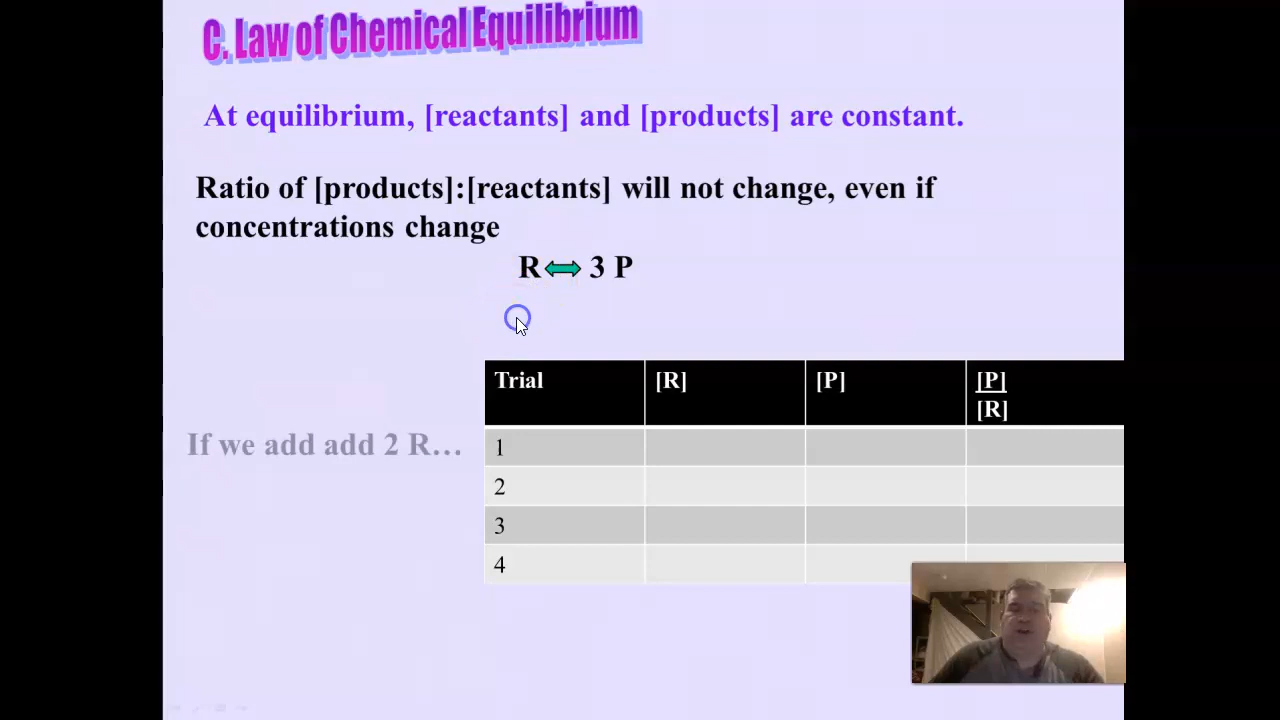 C. Law of Chemical Equilibrium
At equilibrium, [reactants] and [products] are constant.
Ratio of [products]:[reactants] will not change, even if
concentrations change
R ⇔ 3 P
If we add add 2 R…
Trial [R] [P] [P]
[R]
1
2
3
4